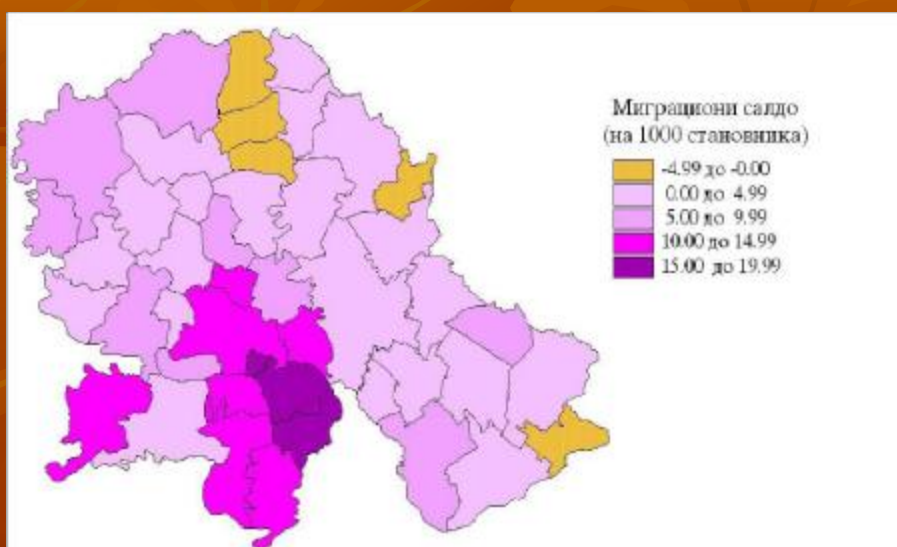 Миграциони салдо
(на 1000 становника)
-4.99 до -0.00
0.00 до 4.99
5.00 до 9.99
10.00 до 14.99
15.00 до 19.99